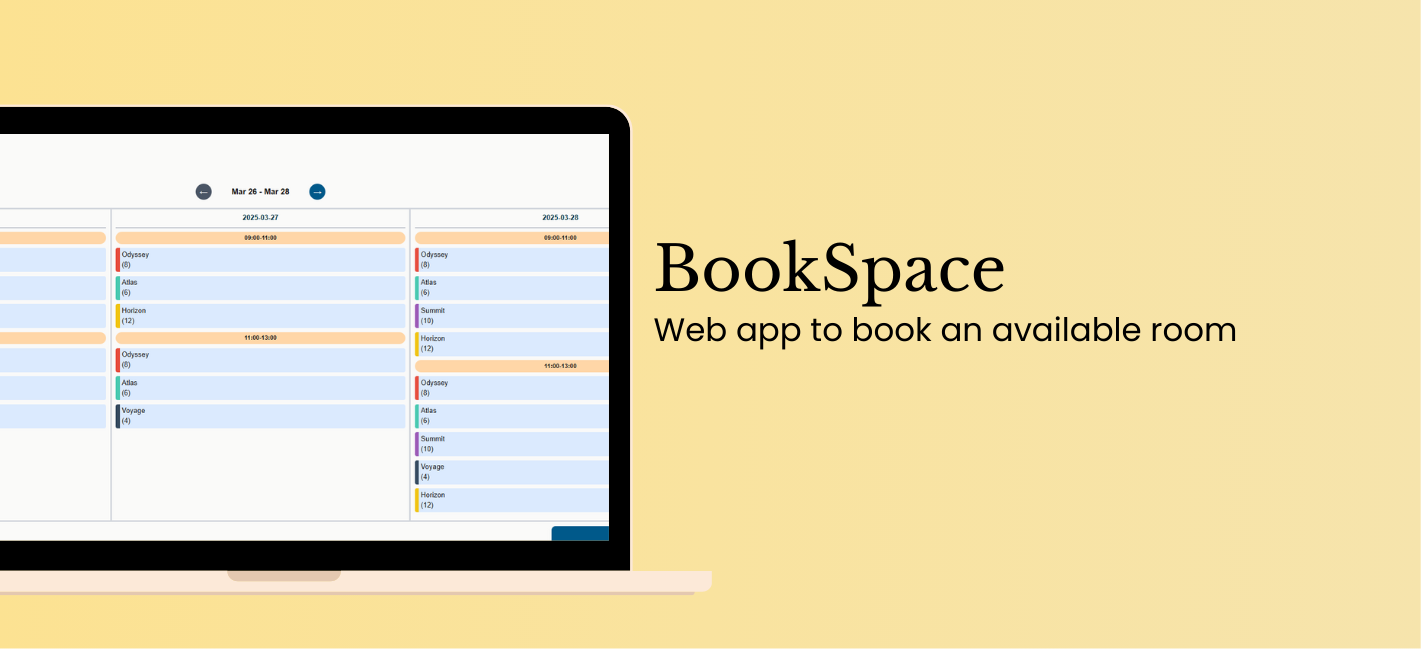 ← Mar 26 - Mar 28 →
2025-03-27
09:00-11:00
Odyssey
(8)
Atlas
(6)
Horizon
(12)
11:00-13:00
Odyssey
(8)
Atlas
(6)
Voyage
(4)
2025-03-28
09:00-11:00
Odyssey
(8)
Atlas
(6)
Summit
(10)
Horizon
(12)
11:00-13:00
Odyssey
(8)
Atlas
(6)
Summit
(10)
Voyage
(4)
Horizon
(12)
BookSpace
Web app to book an available room